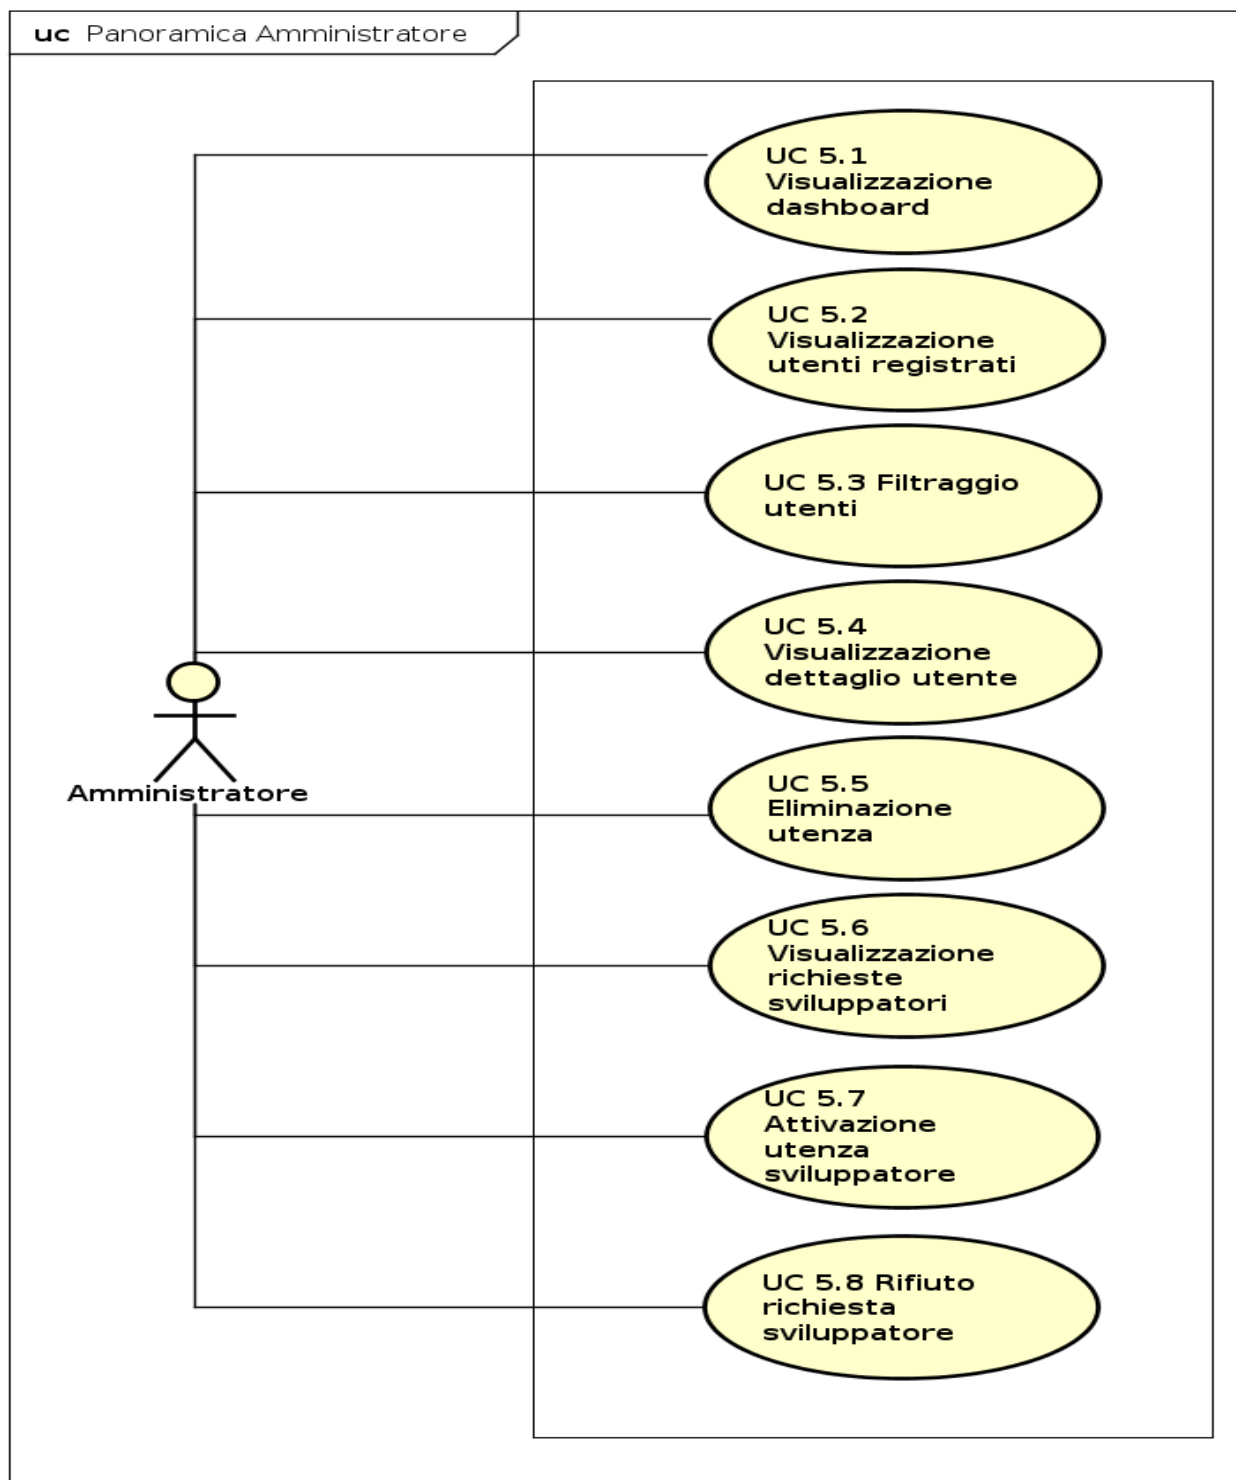 uc Panoramica Amministratore
UC 5.1
Visualizzazione
dashboard
UC 5.2
Visualizzazione
utenti registrati
UC 5.3 Filtraggio
utenti
UC 5.4
Visualizzazione
dettaglio utente
Amministratore
UC 5.5
Eliminazione
utenza
UC 5.6
Visualizzazione
richieste
sviluppatori
UC 5.7
Attivazione
utenza
sviluppatore
UC 5.8 Rifiuto
richiesta
sviluppatore